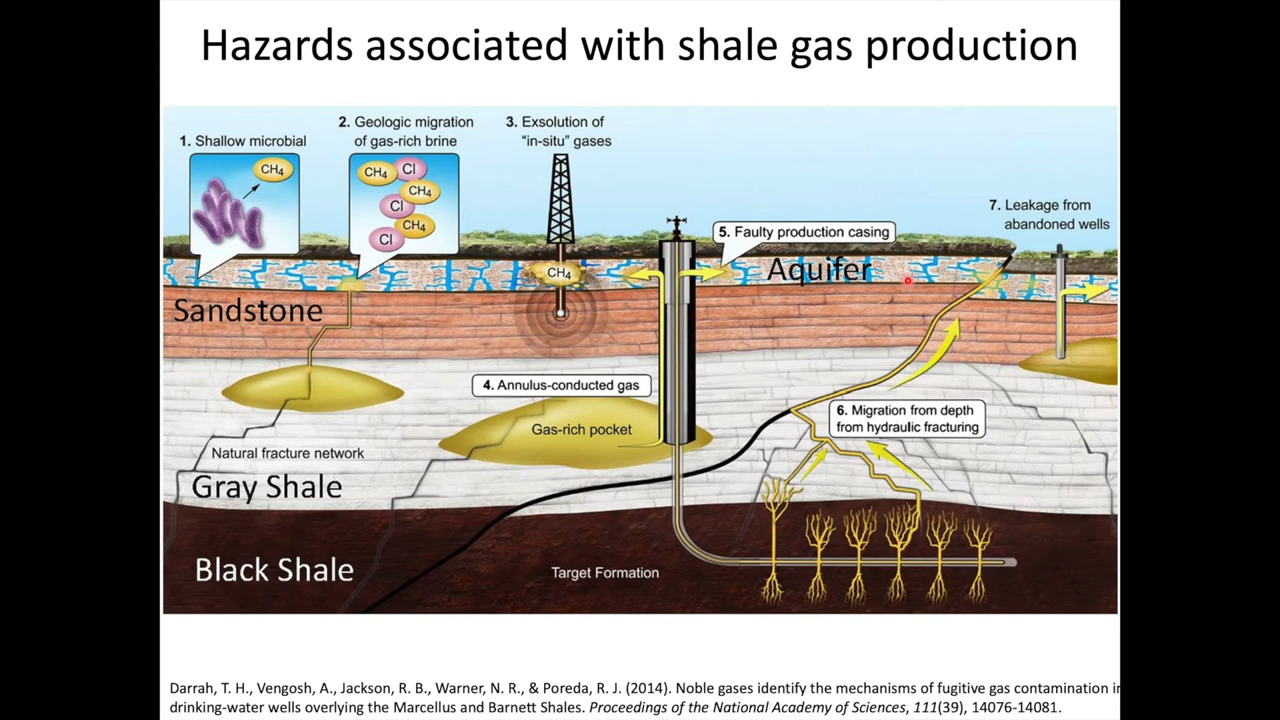 Hazards associated with shale gas production
1. Shallow microbial
CH₄
2. Geologic migration
of gas-rich brine
CH₄
Cl
CH₄
Cl
CH₄
Cl
3. Exsolution of
"in-situ" gases
CH₄
5. Faulty production casing
7. Leakage from
abandoned wells
Aquifer
Sandstone
4. Annulus-conducted gas
Gas-rich pocket
6. Migration from depth
from hydraulic fracturing
Natural fracture network
Gray Shale
Black Shale
Target Formation
Darrah, T. H., Vengosh, A., Jackson, R. B., Warner, N. R., & Poreda, R. J. (2014). Noble gases identify the mechanisms of fugitive gas contamination in
drinking-water wells overlying the Marcellus and Barnett Shales. Proceedings of the National Academy of Sciences, 111(39), 14076-14081.